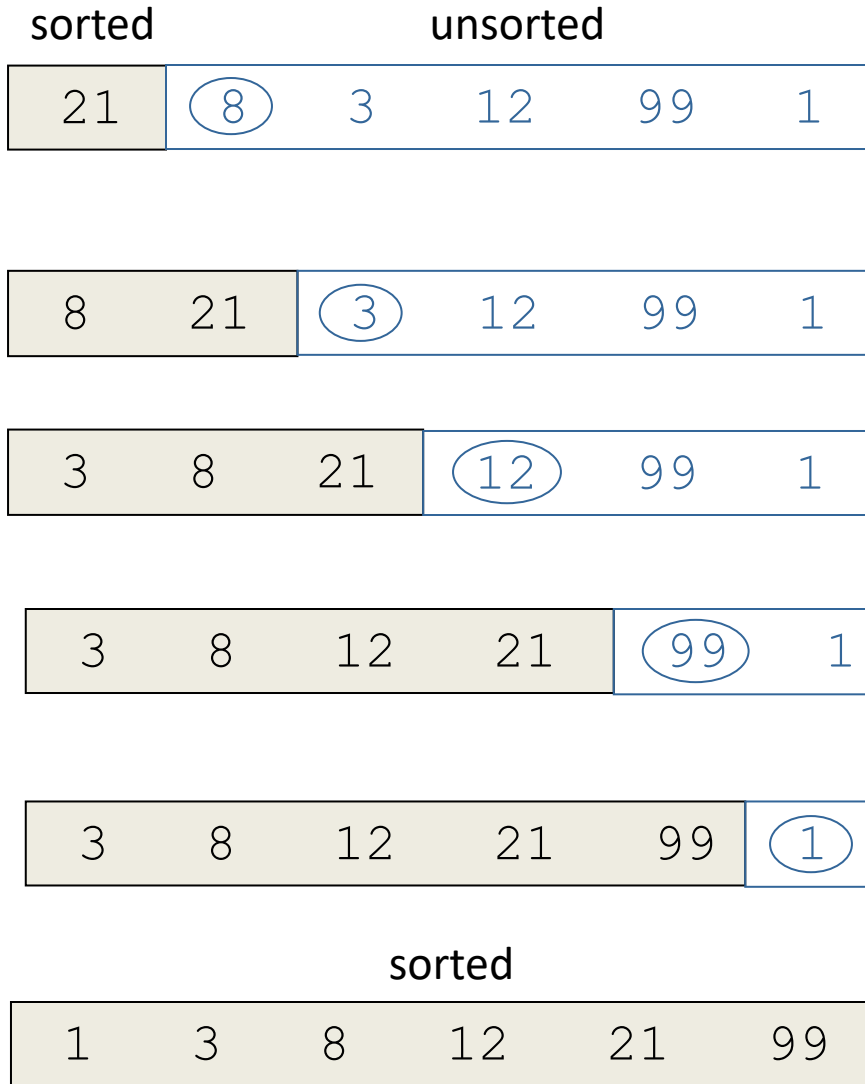 sorted unsorted
21 8 3 12 99 1
8 21 3 12 99 1
3 8 21 12 99 1
3 8 12 21 99 1
3 8 12 21 99 1
sorted
1 3 8 12 21 99